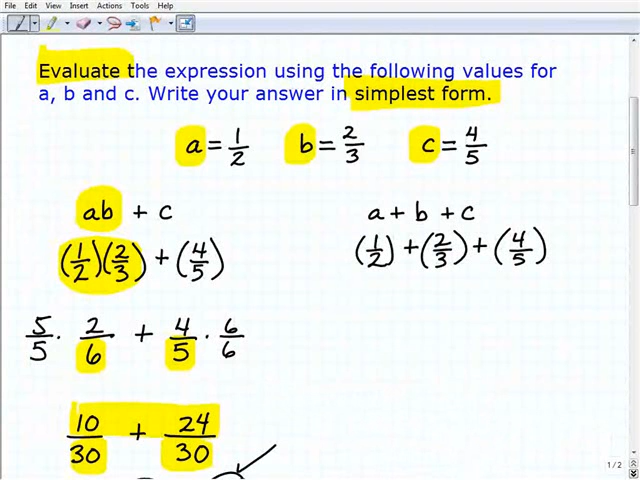 File Edit View Insert Actions Tools Help
Evaluate the expression using the following values for
a, b and c. Write your answer in simplest form.
a = 1/2 b = 2/3 c = 4/5
ab + c
(1/2)(2/3) + (4/5)
5/5 · 2/6 + 4/5 · 6/6
10/30 + 24/30
a + b + c
(1/2) + (2/3) + (4/5)
1/2